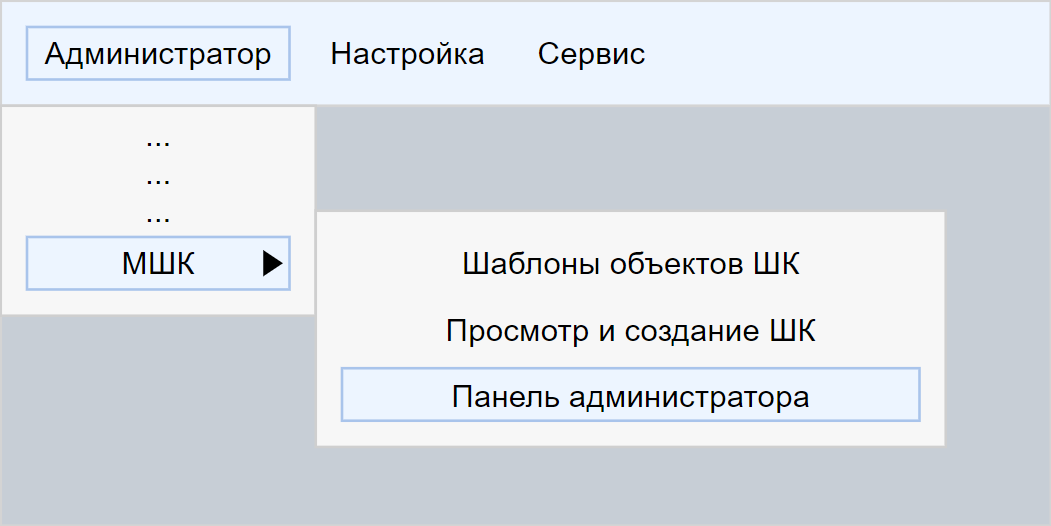 Администратор Настройка Сервис
...
...
...
МШК
Шаблоны объектов ШК
Просмотр и создание ШК
Панель администратора